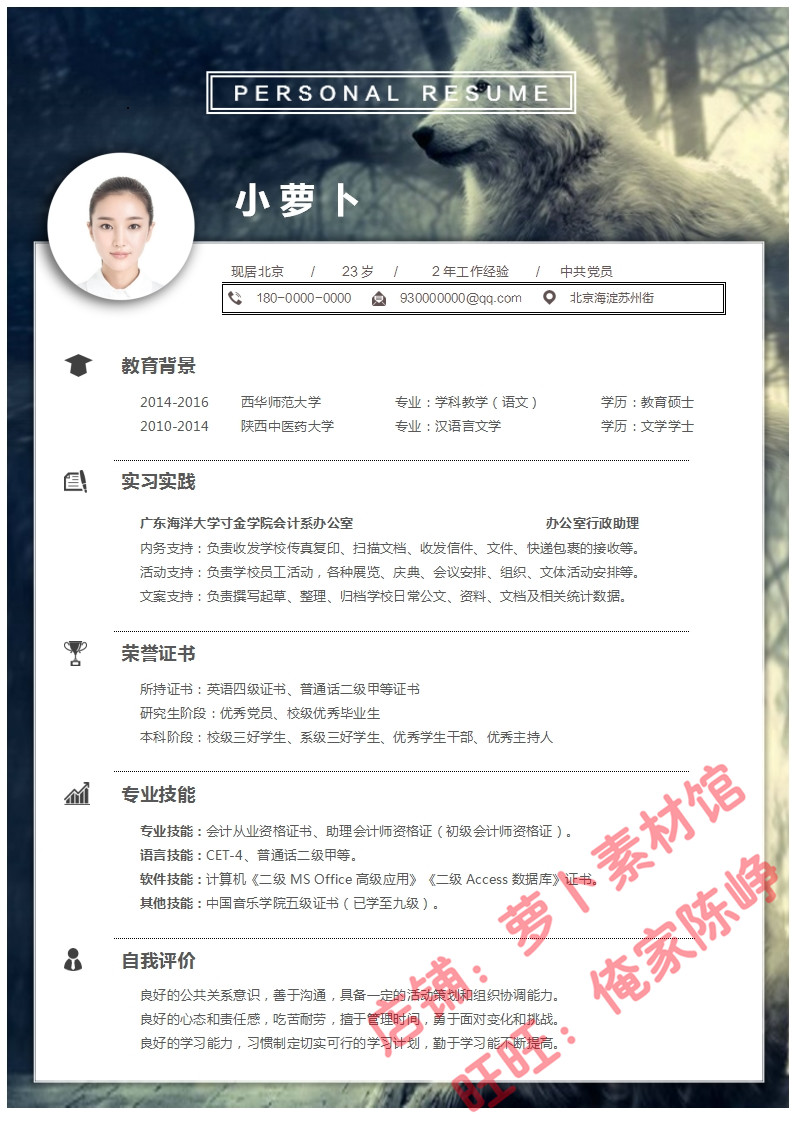 PERSONAL RESUME
小萝卜
现居北京 / 23岁 / 2年工作经验 / 中共党员
180-0000-0000 930000000@qq.com 北京海淀苏州街
教育背景
2014-2016 西华师范大学 专业：学科教学（语文） 学历：教育硕士
2010-2014 陕西中医药大学 专业：汉语言文学 学历：文学学士
实习实践
广东海洋大学寸金学院会计系办公室 办公室行政助理
内务支持：负责收发学校传真复印、扫描文档、收发信件、文件、快递包裹的接收等。
活动支持：负责学校员工活动，各种展览、庆典、会议安排、组织、文体活动安排等。
文案支持：负责撰写起草、整理、归档学校日常公文、资料、文档及相关统计数据。
荣誉证书
所持证书：英语四级证书、普通话二级甲等证书
研究生阶段：优秀党员、校级优秀毕业生
本科阶段：校级三好学生、系级三好学生、优秀学生干部、优秀主持人
专业技能
专业技能：会计从业资格证书、助理会计师资格证（初级会计师资格证）。
语言技能：CET-4、普通话二级甲等。
软件技能：计算机《二级 MS Office 高级应用》《二级 Access 数据库》证书。
其他技能：中国音乐学院五级证书（已学至九级）。
自我评价
良好的公共关系意识，善于沟通，具备一定的活动策划和组织协调能力。
良好的心态和责任感，吃苦耐劳，擅于管理时间，勇于面对变化和挑战。
良好的学习能力，习惯制定切实可行的学习计划，勤于学习能不断提高。
店铺：萝卜素材馆
旺旺：俺家陈峥